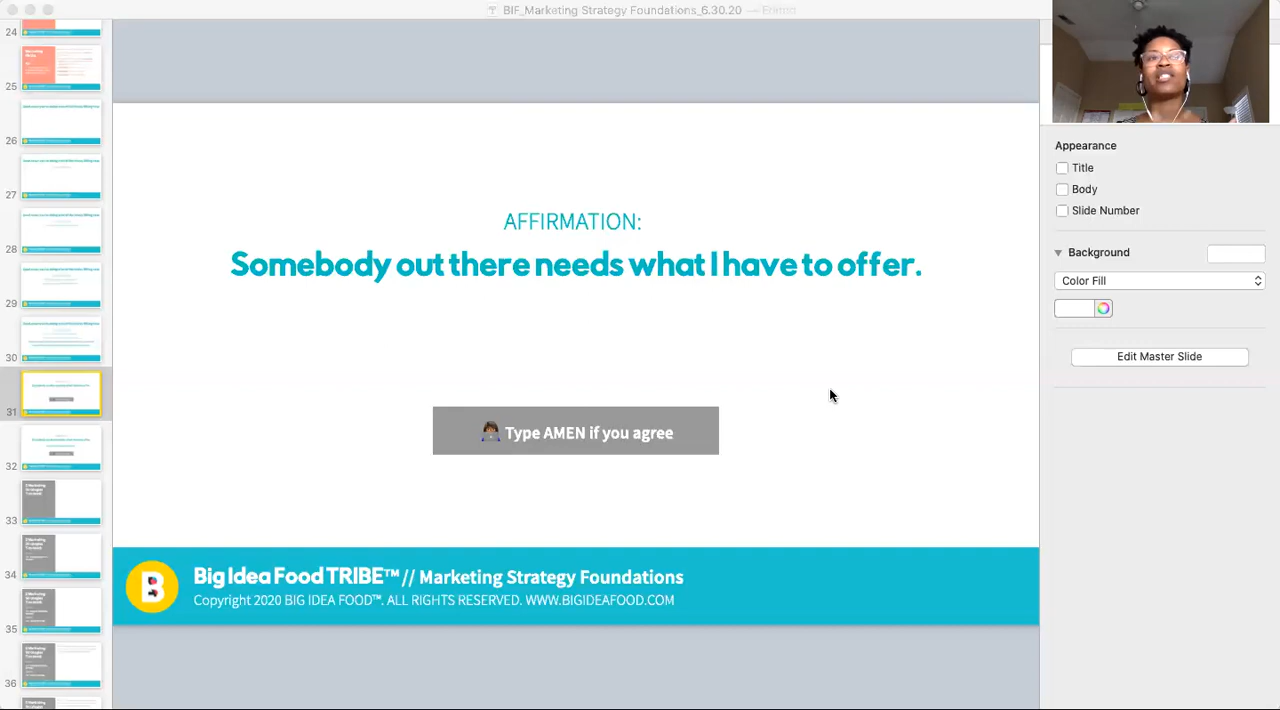 BIF_Marketing Strategy Foundations_6.30.20 — Edited
24
25
26
27
28
29
30
31
32
33
34
35
36
AFFIRMATION:
Somebody out there needs what I have to offer.
Type AMEN if you agree
B
Big Idea Food TRIBE™ // Marketing Strategy Foundations
Copyright 2020 BIG IDEA FOOD™. ALL RIGHTS RESERVED. WWW.BIGIDEAFOOD.COM
Appearance
Title
Body
Slide Number
Background
Color Fill
Edit Master Slide